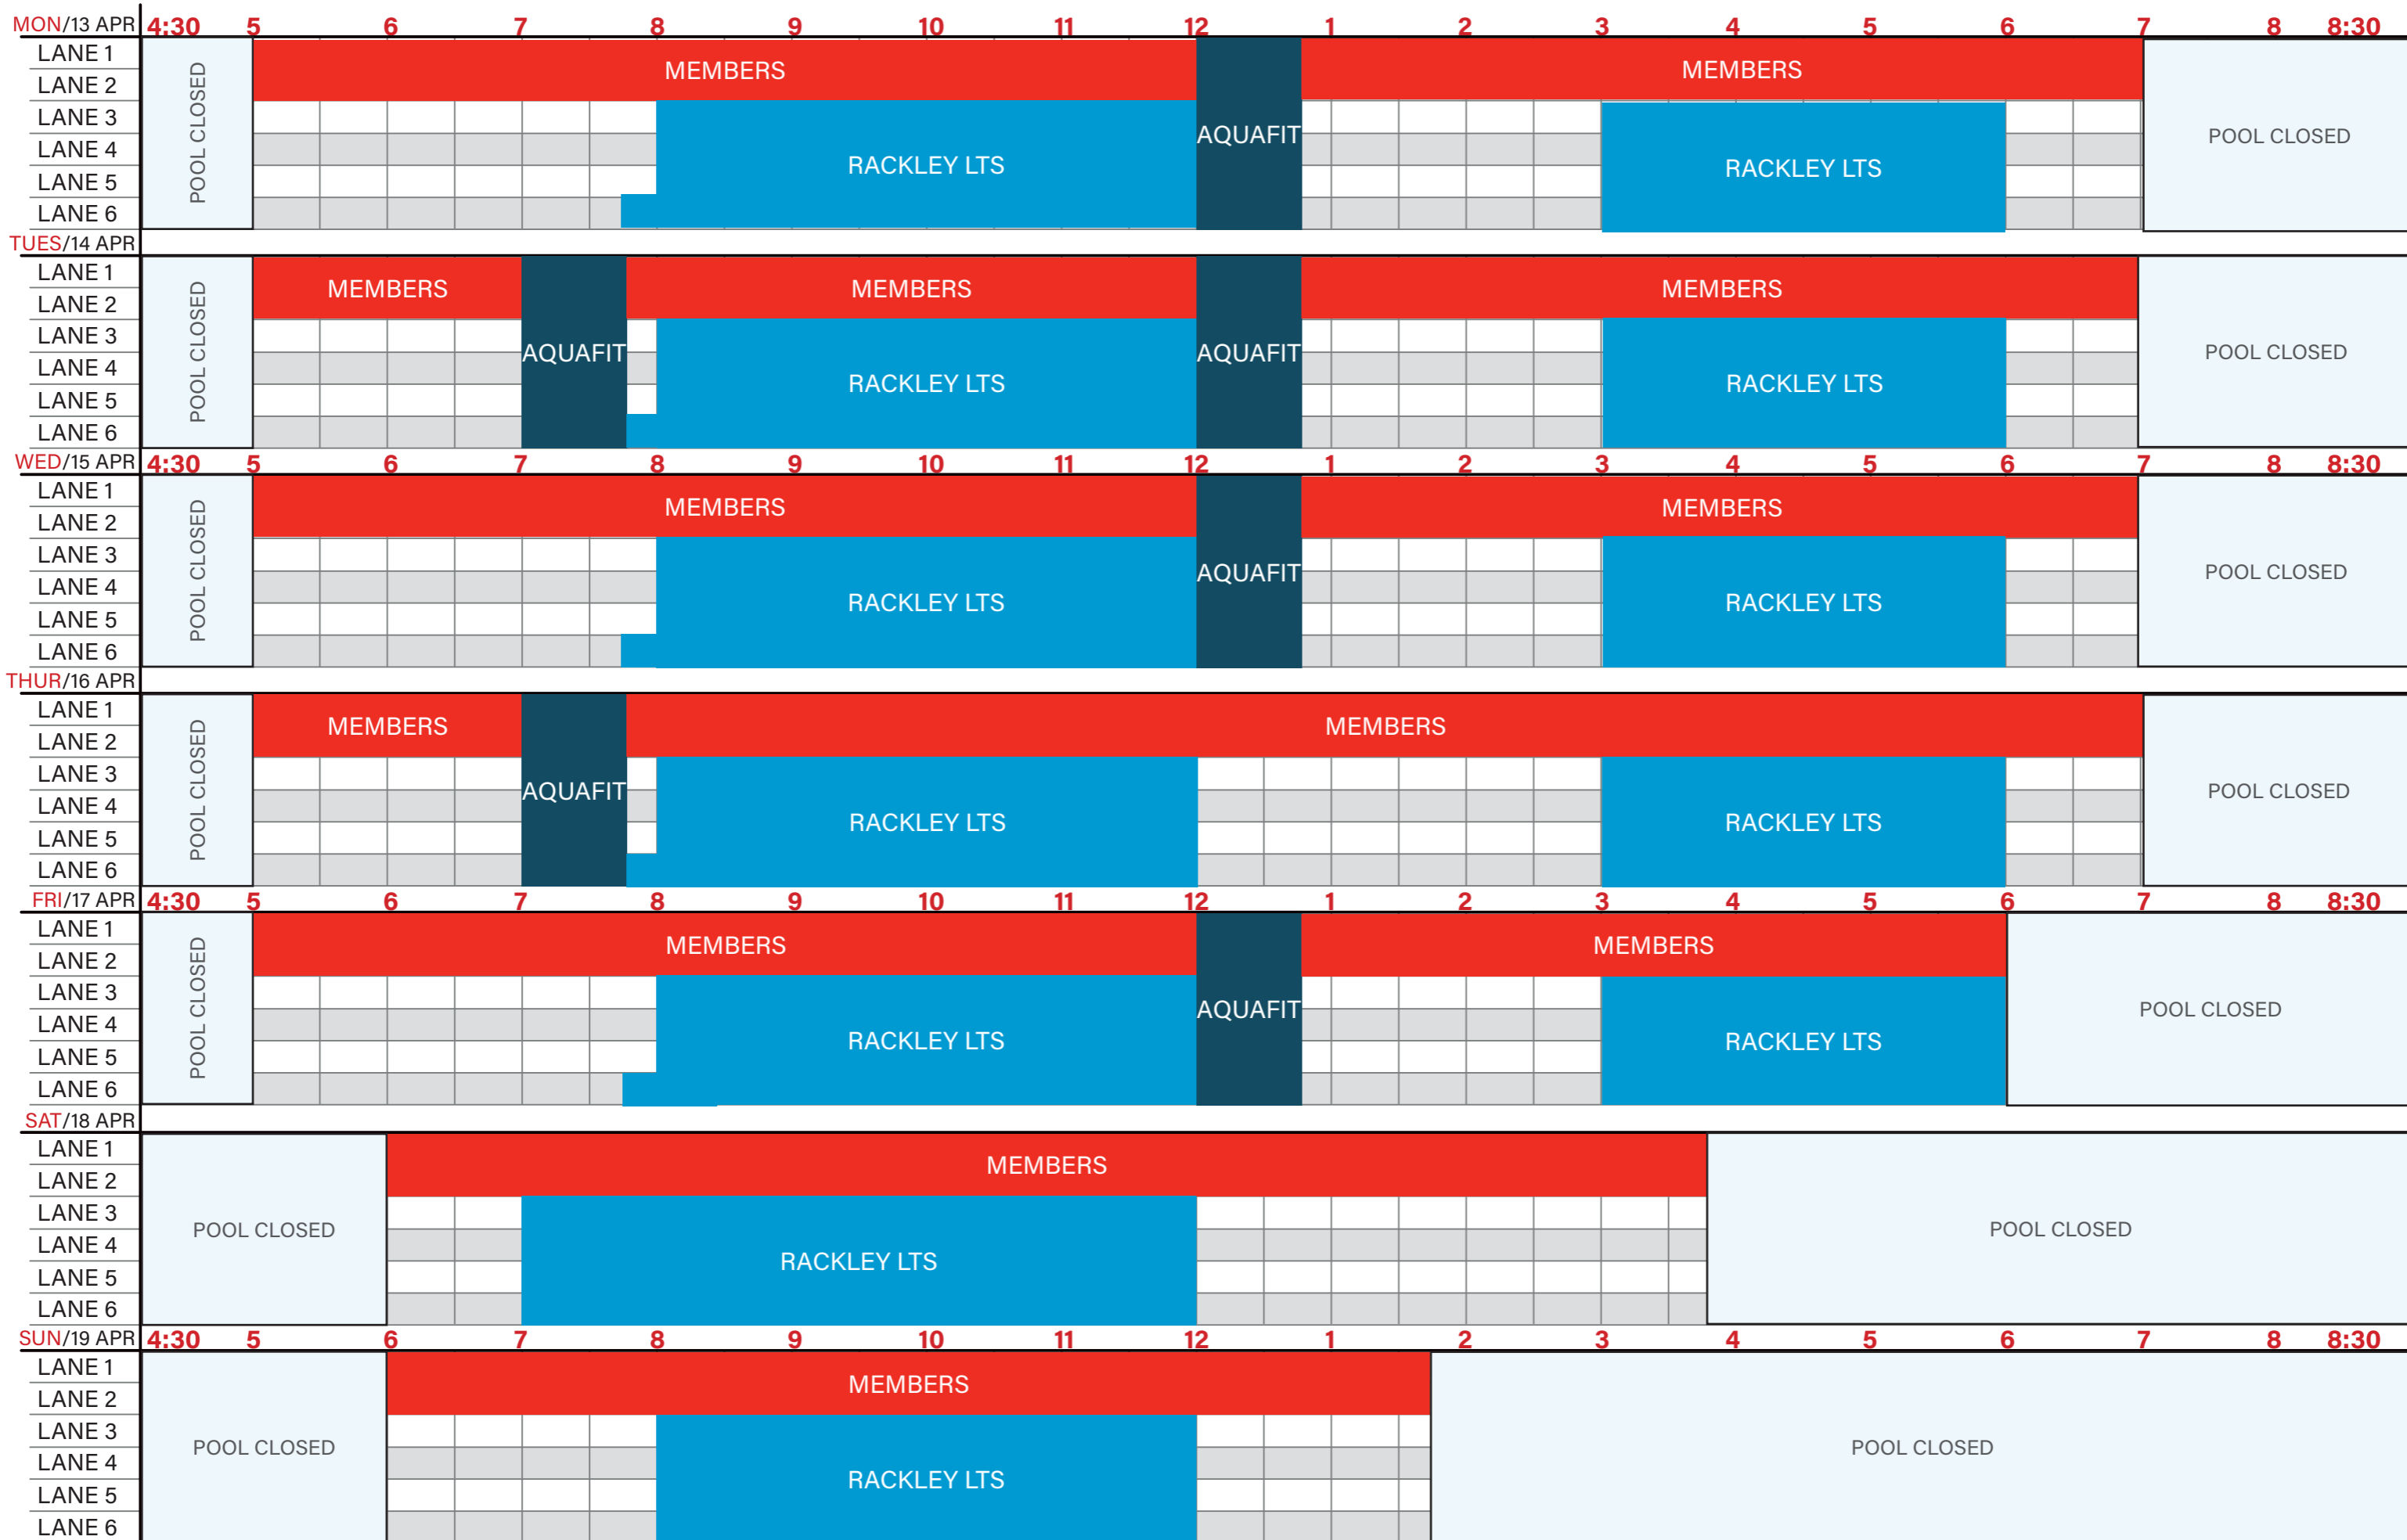 MON/13 APR 4:30 5 6 7 8 9 10 11 12 1 2 3 4 5 6 7 8 8:30
LANE 1
LANE 2
LANE 3
LANE 4
LANE 5
LANE 6
POOL CLOSED
MEMBERS
RACKLEY LTS
AQUAFIT
MEMBERS
RACKLEY LTS
POOL CLOSED
TUES/14 APR
LANE 1
LANE 2
LANE 3
LANE 4
LANE 5
LANE 6
POOL CLOSED
MEMBERS
AQUAFIT
MEMBERS
RACKLEY LTS
AQUAFIT
MEMBERS
RACKLEY LTS
POOL CLOSED
WED/15 APR 4:30 5 6 7 8 9 10 11 12 1 2 3 4 5 6 7 8 8:30
LANE 1
LANE 2
LANE 3
LANE 4
LANE 5
LANE 6
POOL CLOSED
MEMBERS
RACKLEY LTS
AQUAFIT
MEMBERS
RACKLEY LTS
POOL CLOSED
THUR/16 APR
LANE 1
LANE 2
LANE 3
LANE 4
LANE 5
LANE 6
POOL CLOSED
MEMBERS
AQUAFIT
MEMBERS
RACKLEY LTS
RACKLEY LTS
POOL CLOSED
FRI/17 APR 4:30 5 6 7 8 9 10 11 12 1 2 3 4 5 6 7 8 8:30
LANE 1
LANE 2
LANE 3
LANE 4
LANE 5
LANE 6
POOL CLOSED
MEMBERS
RACKLEY LTS
AQUAFIT
MEMBERS
RACKLEY LTS
POOL CLOSED
SAT/18 APR
LANE 1
LANE 2
LANE 3
LANE 4
LANE 5
LANE 6
POOL CLOSED
MEMBERS
RACKLEY LTS
POOL CLOSED
SUN/19 APR 4:30 5 6 7 8 9 10 11 12 1 2 3 4 5 6 7 8 8:30
LANE 1
LANE 2
LANE 3
LANE 4
LANE 5
LANE 6
POOL CLOSED
MEMBERS
RACKLEY LTS
POOL CLOSED